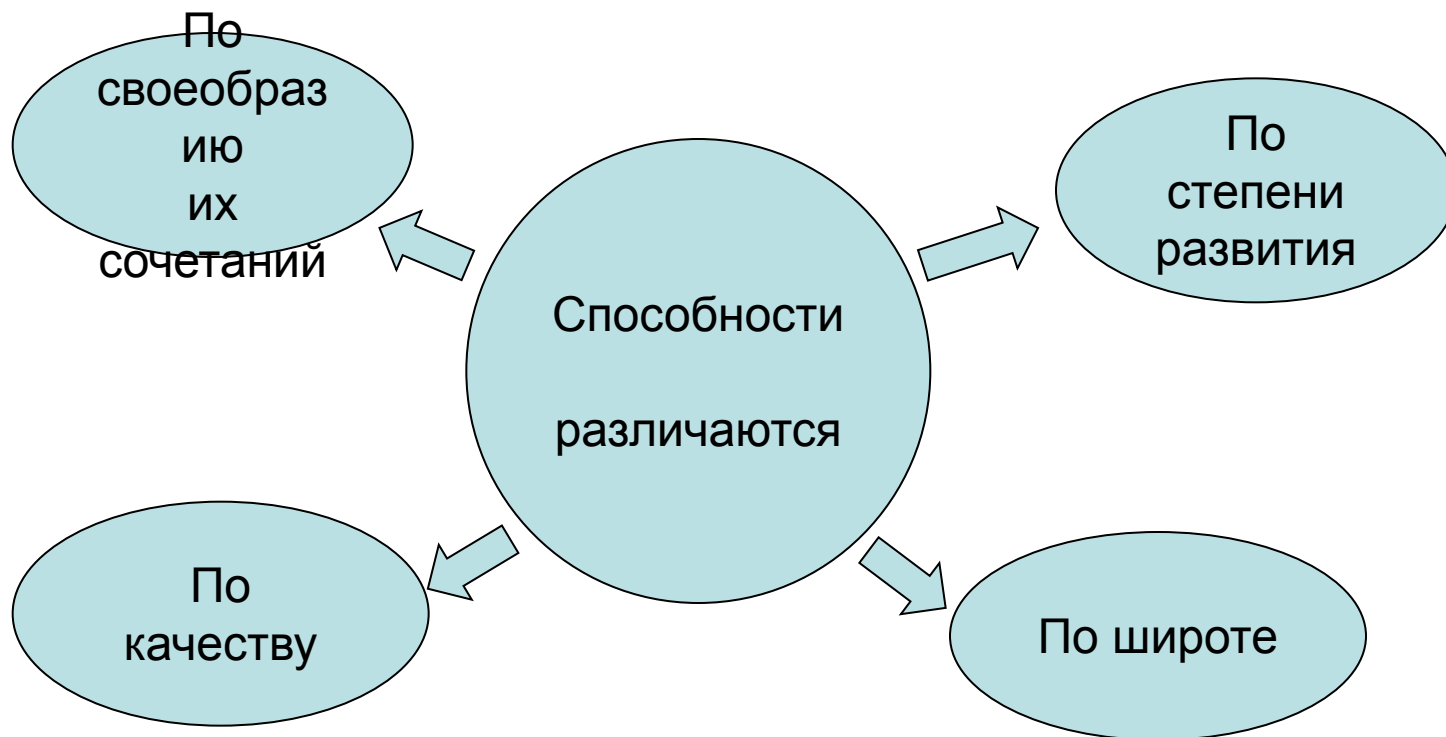 По
своеобраз
ию
их
сочетаний
По
степени
развития
Способности
различаются
По
качеству
По широте